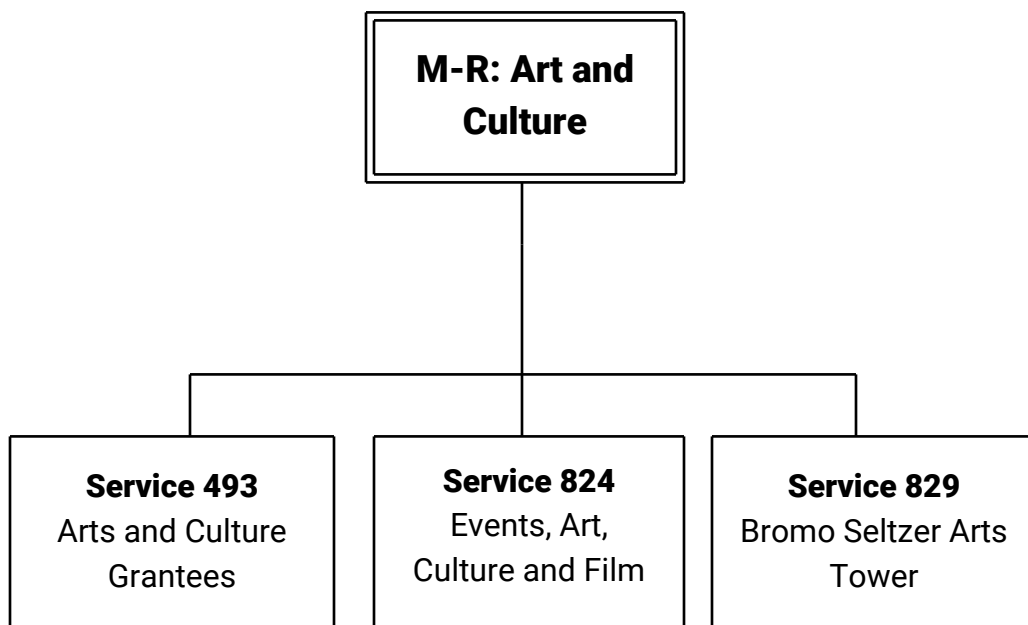 M-R: Art and
Culture
Service 493
Arts and Culture
Grantees
Service 824
Events, Art,
Culture and Film
Service 829
Bromo Seltzer Arts
Tower